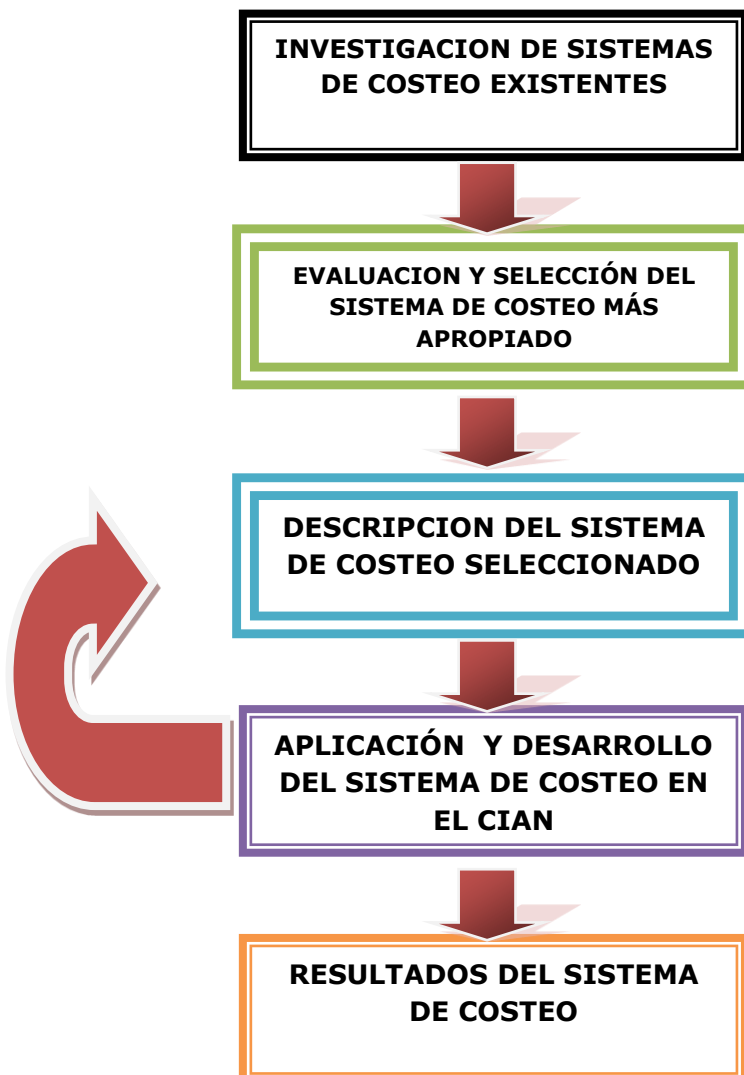 INVESTIGACION DE SISTEMAS
DE COSTEO EXISTENTES
EVALUACION Y SELECCIÓN DEL
SISTEMA DE COSTEO MÁS
APROPIADO
DESCRIPCION DEL SISTEMA
DE COSTEO SELECCIONADO
APLICACIÓN Y DESARROLLO
DEL SISTEMA DE COSTEO EN
EL CIAN
RESULTADOS DEL SISTEMA
DE COSTEO